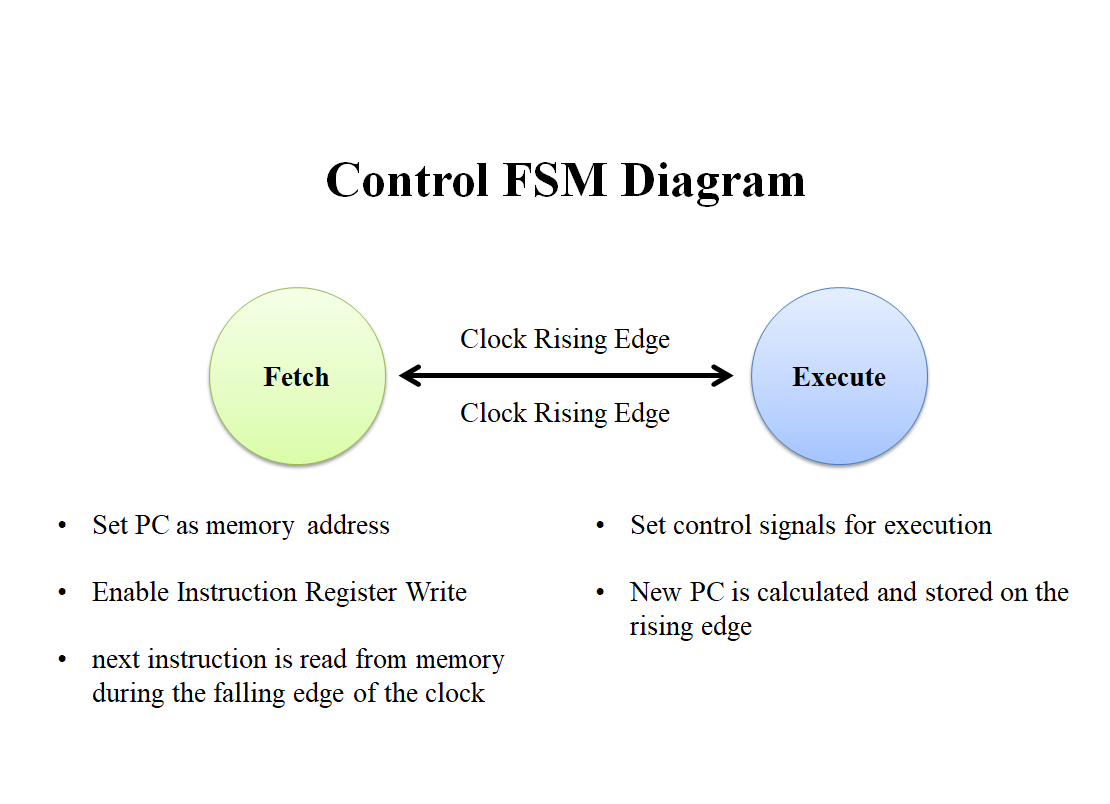 Control FSM Diagram
Clock Rising Edge
Fetch
Execute
Clock Rising Edge
• Set PC as memory address
• Enable Instruction Register Write
• next instruction is read from memory
during the falling edge of the clock
• Set control signals for execution
• New PC is calculated and stored on the
rising edge